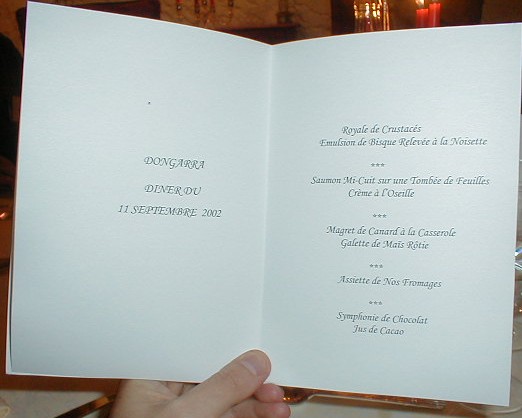 DONGARRA
DINER DU
11 SEPTEMBRE 2002
Royale de Crustacés
Emulsion de Bisque Relevée à la Noisette
***
Saumon Mi-Cuit sur une Tombée de Feuilles
Crème à l'Oseille
***
Magret de Canard à la Casserole
Galette de Maïs Rôtie
***
Assiette de Nos Fromages
***
Symphonie de Chocolat
Jus de Cacao